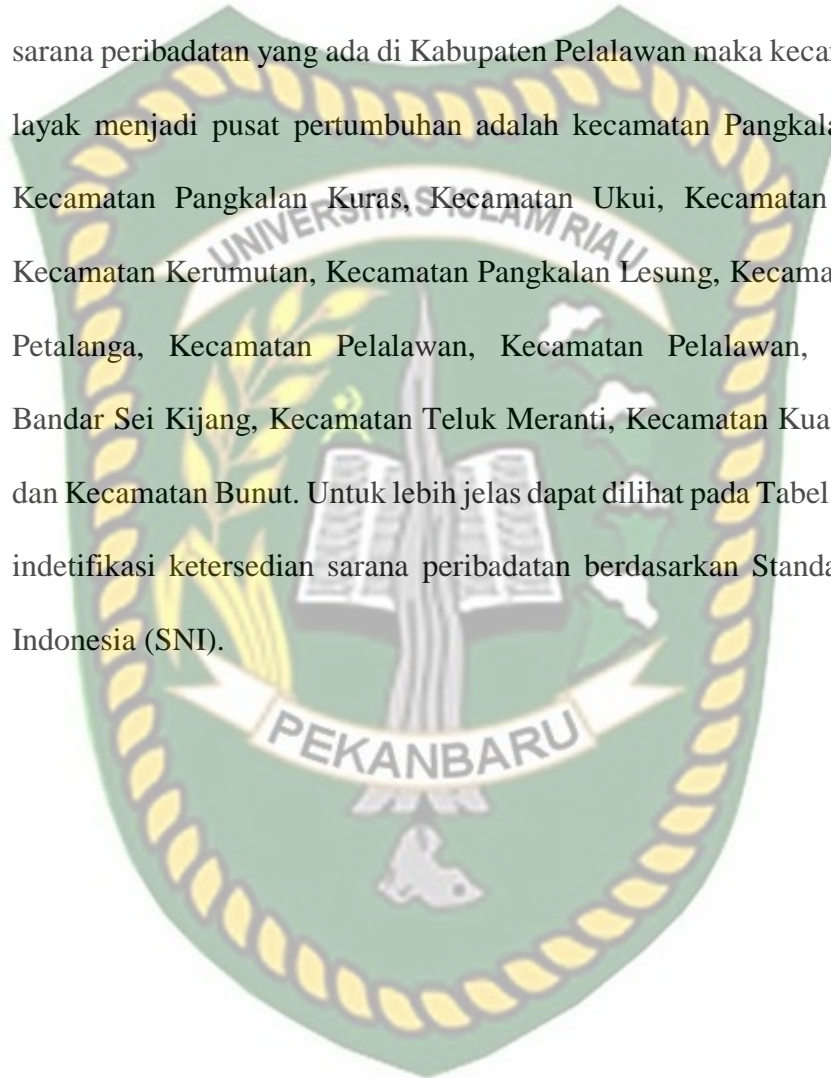 sarana peribadatan yang ada di Kabupaten Pelalawan maka keca
layak menjadi pusat pertumbuhan adalah kecamatan Pangkala
Kecamatan Pangkalan Kuras, Kecamatan Ukui, Kecamatan
UNIVERSITAS ISLAM RIAU
Kecamatan Kerumutan, Kecamatan Pangkalan Lesung, Kecama
Petalanga, Kecamatan Pelalawan, Kecamatan Pelalawan,
Bandar Sei Kijang, Kecamatan Teluk Meranti, Kecamatan Kua
dan Kecamatan Bunut. Untuk lebih jelas dapat dilihat pada Tabel
indetifikasi ketersedian sarana peribadatan berdasarkan Standa
Indonesia (SNI).
PEKANBARU